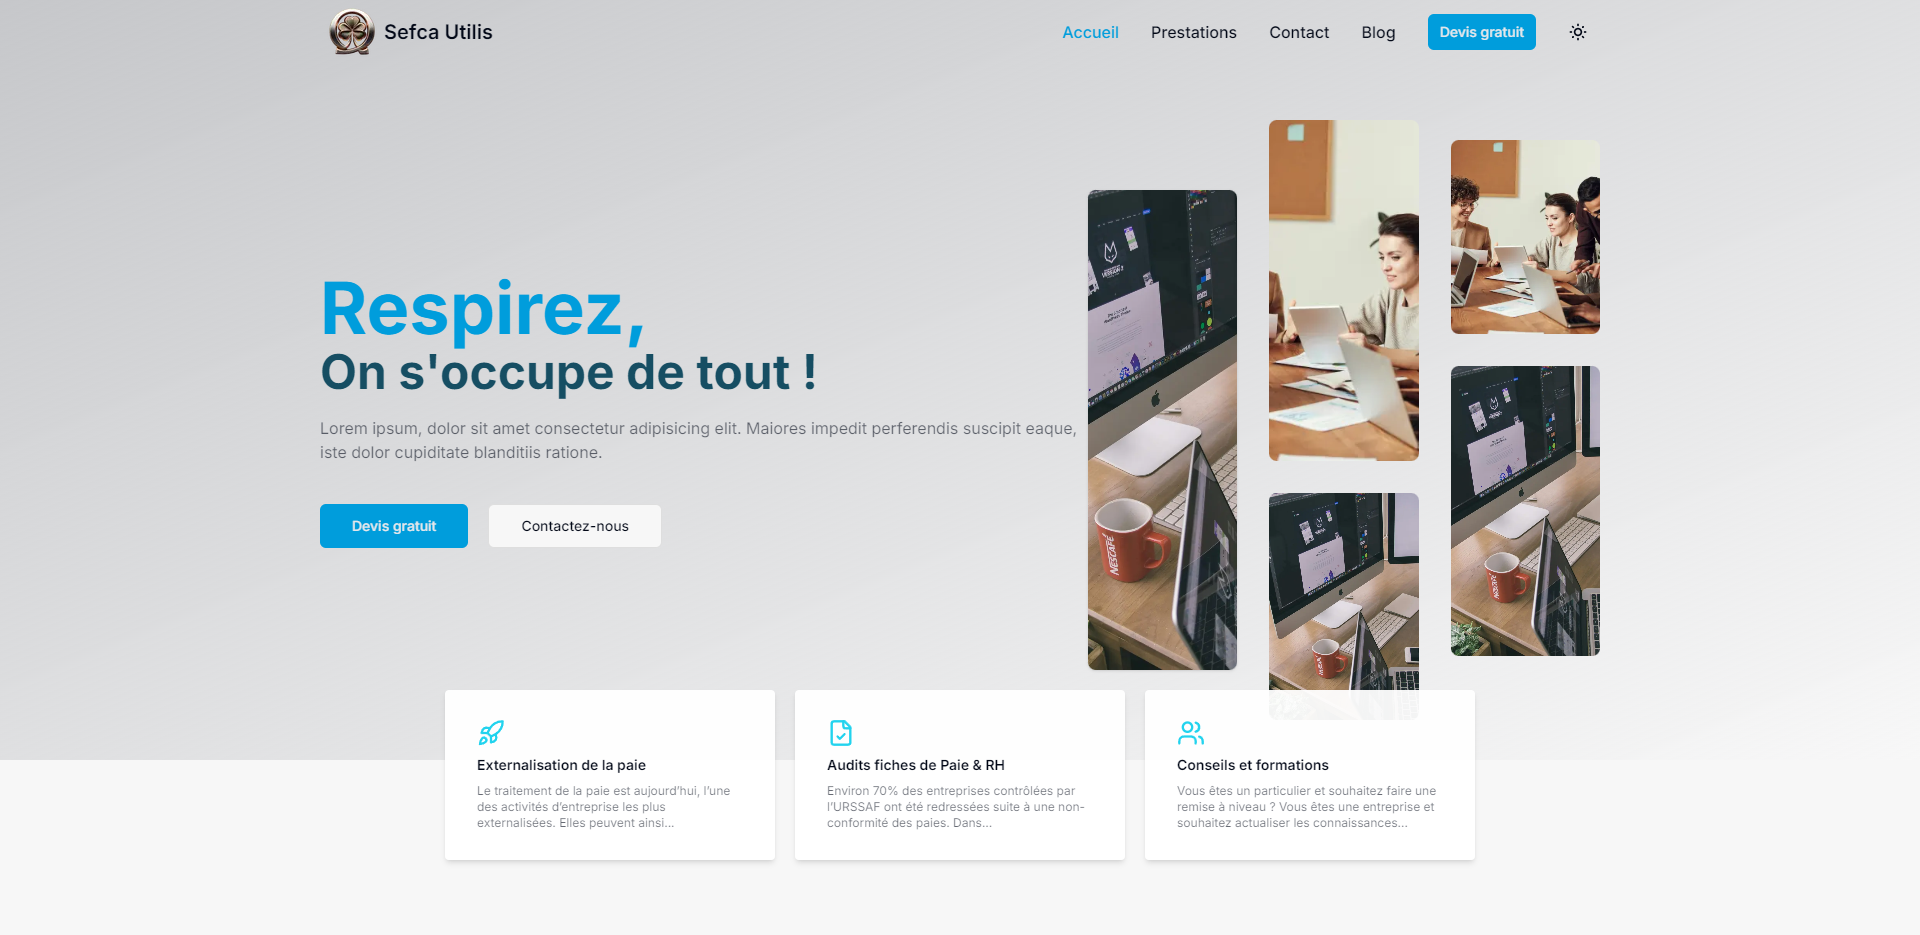 Sefca Utilis
Accueil
Prestations
Contact
Blog
Devis gratuit
Respirez,
On s'occupe de tout !
Lorem ipsum, dolor sit amet consectetur adipisicing elit. Maiores impedit perferendis suscipit eaque,
iste dolor cupiditate blanditiis ratione.
Devis gratuit
Contactez-nous
NESCAFÉ
Externalisation de la paie
Le traitement de la paie est aujourd’hui, l’une
des activités d’entreprise les plus
externalisées. Elles peuvent ainsi...
Audits fiches de Paie & RH
Environ 70% des entreprises contrôlées par
l’URSSAF ont été redressées suite à une non-
conformité des paies. Dans...
Conseils et formations
Vous êtes un particulier et souhaitez faire une
remise à niveau ? Vous êtes une entreprise et
souhaitez actualiser les connaissances...